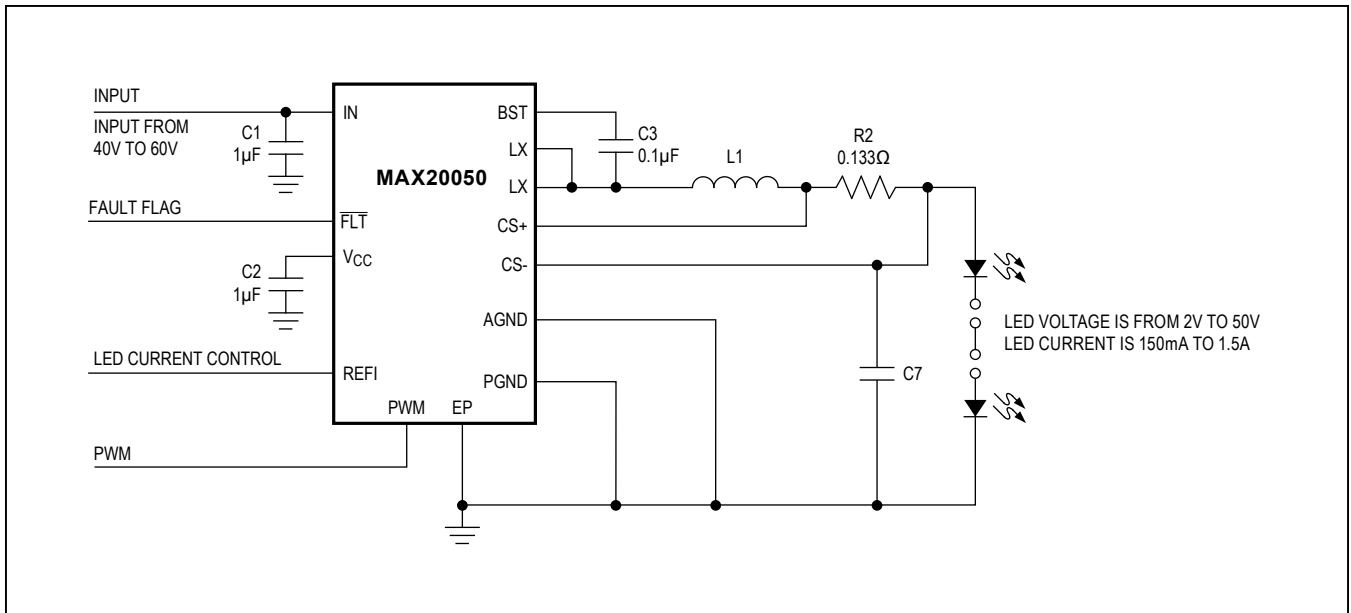 INPUT
INPUT FROM
40V TO 60V
C1
1µF
FAULT FLAG
C2
1µF
LED CURRENT CONTROL
PWM
IN
FLT
VCC
REFI
PWM
EP
MAX20050
BST
LX
LX
CS+
CS-
AGND
PGND
C3
0.1µF
L1
R2
0.133Ω
C7
LED VOLTAGE IS FROM 2V TO 50V
LED CURRENT IS 150mA TO 1.5A